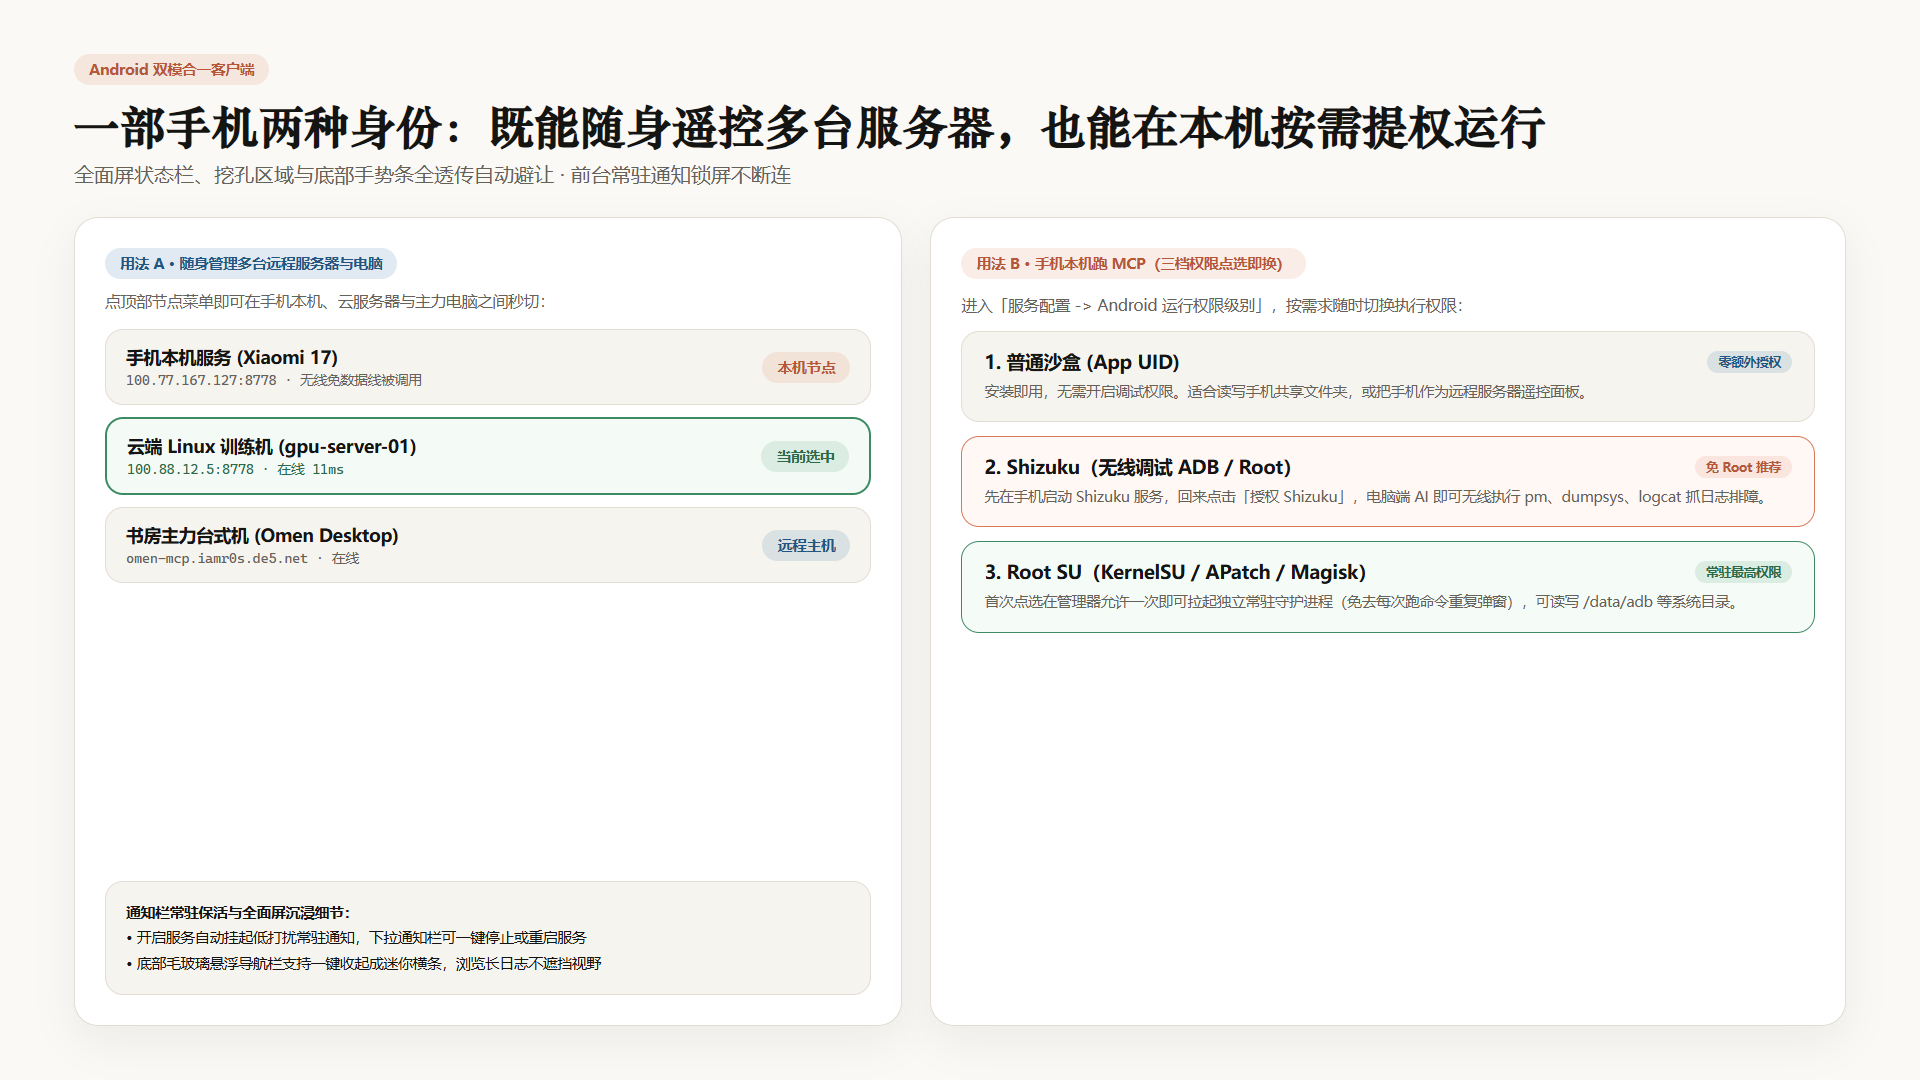 Android 双模合一客户端
一部手机两种身份：既能随身遥控多台服务器，也能在本机按需提权运行
全面屏状态栏、挖孔区域与底部手势条全透传自动避让 · 前台常驻通知锁屏不断连
用法 A • 随身管理多台远程服务器与电脑
点顶部节点菜单即可在手机本机、云服务器与主力电脑之间秒切：
手机本机服务 (Xiaomi 17)
100.77.167.127:8778 · 无线免数据线被调用
本机节点
云端 Linux 训练机 (gpu-server-01)
100.88.12.5:8778 · 在线 11ms
当前选中
书房主力台式机 (Omen Desktop)
omen-mcp.iamr0s.de5.net · 在线
远程主机
通知栏常驻保活与全面屏沉浸细节：
• 开启服务自动挂起低打扰常驻通知，下拉通知栏可一键停止或重启服务
• 底部毛玻璃悬浮导航栏支持一键收起成迷你横条，浏览长日志不遮挡视野
用法 B • 手机本机跑 MCP（三档权限点选即换）
进入「服务配置 -> Android 运行权限级别」，按需求随时切换执行权限：
1. 普通沙盒 (App UID)
零额外授权
安装即用，无需开启调试权限。适合读写手机共享文件夹，或把手机作为远程服务器遥控面板。
2. Shizuku（无线调试 ADB / Root）
免 Root 推荐
先在手机启动 Shizuku 服务，回来点击「授权 Shizuku」，电脑端 AI 即可无线执行 pm、dumpsys、logcat 抓日志排障。
3. Root SU（KernelSU / APatch / Magisk）
常驻最高权限
首次点选在管理器允许一次即可拉起独立常驻守护进程（免去每次跑命令重复弹窗），可读写 /data/adb 等系统目录。